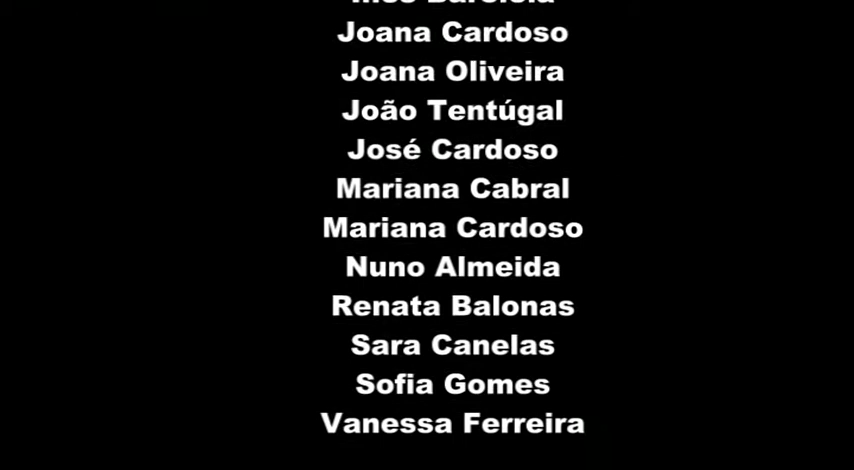 Joana Cardoso
Joana Oliveira
João Tentúgal
José Cardoso
Mariana Cabral
Mariana Cardoso
Nuno Almeida
Renata Balonas
Sara Canelas
Sofia Gomes
Vanessa Ferreira